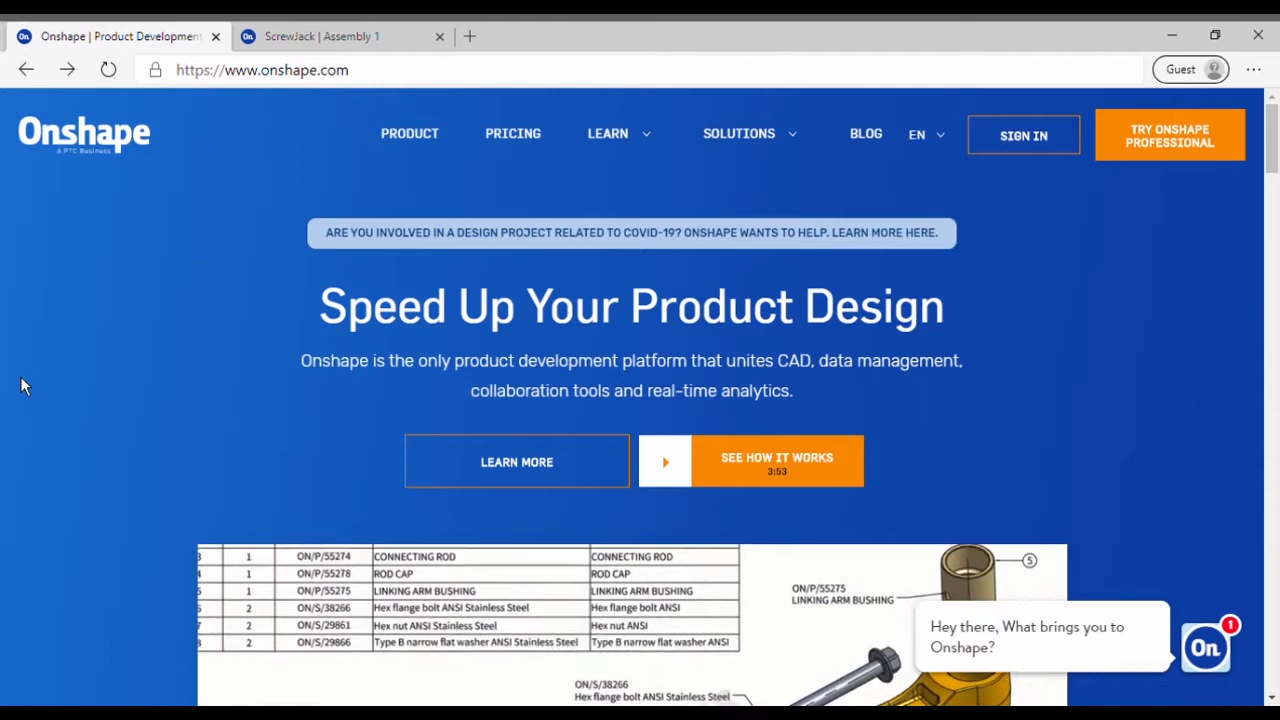 Onshape | Product Development
ScrewJack | Assembly 1
https://www.onshape.com
Guest
Onshape
A PTC Business
PRODUCT
PRICING
LEARN
SOLUTIONS
BLOG
EN
SIGN IN
TRY ONSHAPE
PROFESSIONAL
ARE YOU INVOLVED IN A DESIGN PROJECT RELATED TO COVID-19? ONSHAPE WANTS TO HELP. LEARN MORE HERE.
Speed Up Your Product Design
Onshape is the only product development platform that unites CAD, data management,
collaboration tools and real-time analytics.
LEARN MORE
SEE HOW IT WORKS
3:53
3 1 ON/P/55274 CONNECTING ROD CONNECTING ROD
4 1 ON/P/55278 ROD CAP ROD CAP
5 1 ON/P/55275 LINKING ARM BUSHING LINKING ARM BUSHING
6 2 ON/S/38266 Hex flange bolt ANSI Stainless Steel Hex flange bolt ANSI
7 2 ON/S/29861 Hex nut ANSI Stainless Steel Hex nut ANSI
8 2 ON/S/29866 Type B narrow flat washer ANSI Stainless Steel Type B narrow flat washer ANSI
5
ON/P/55275
LINKING ARM BUSHING
ON/S/38266
Hex flange bolt ANSI Stainless Steel
Hey there, What brings you to
Onshape?
On
1